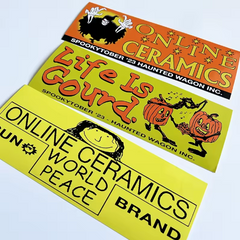 ONLINE
CERAMICS
SPOOKYTOBER '23 HAUNTED WAGON INC.
Life Is
Gourd.
SPOOKYTOBER '23 - HAUNTED WAGON INC.
ONLINE CERAMICS
SUN
WORLD
PEACE
BRAND